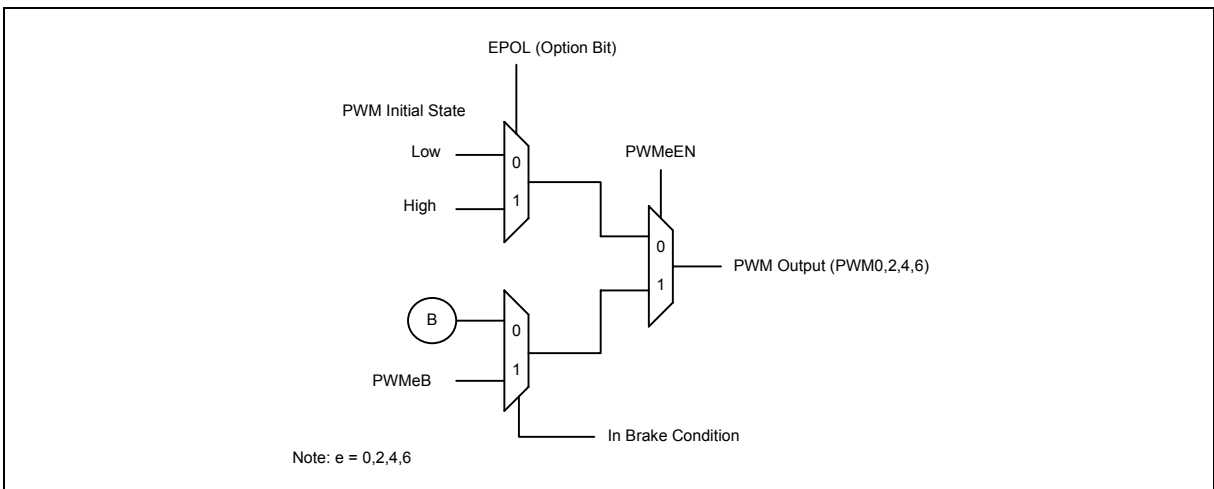 EPOL (Option Bit)
PWM Initial State
Low
0
High
1
PWMeEN
0
1
PWM Output (PWM0,2,4,6)
B
0
PWMeB
1
In Brake Condition
Note: e = 0,2,4,6